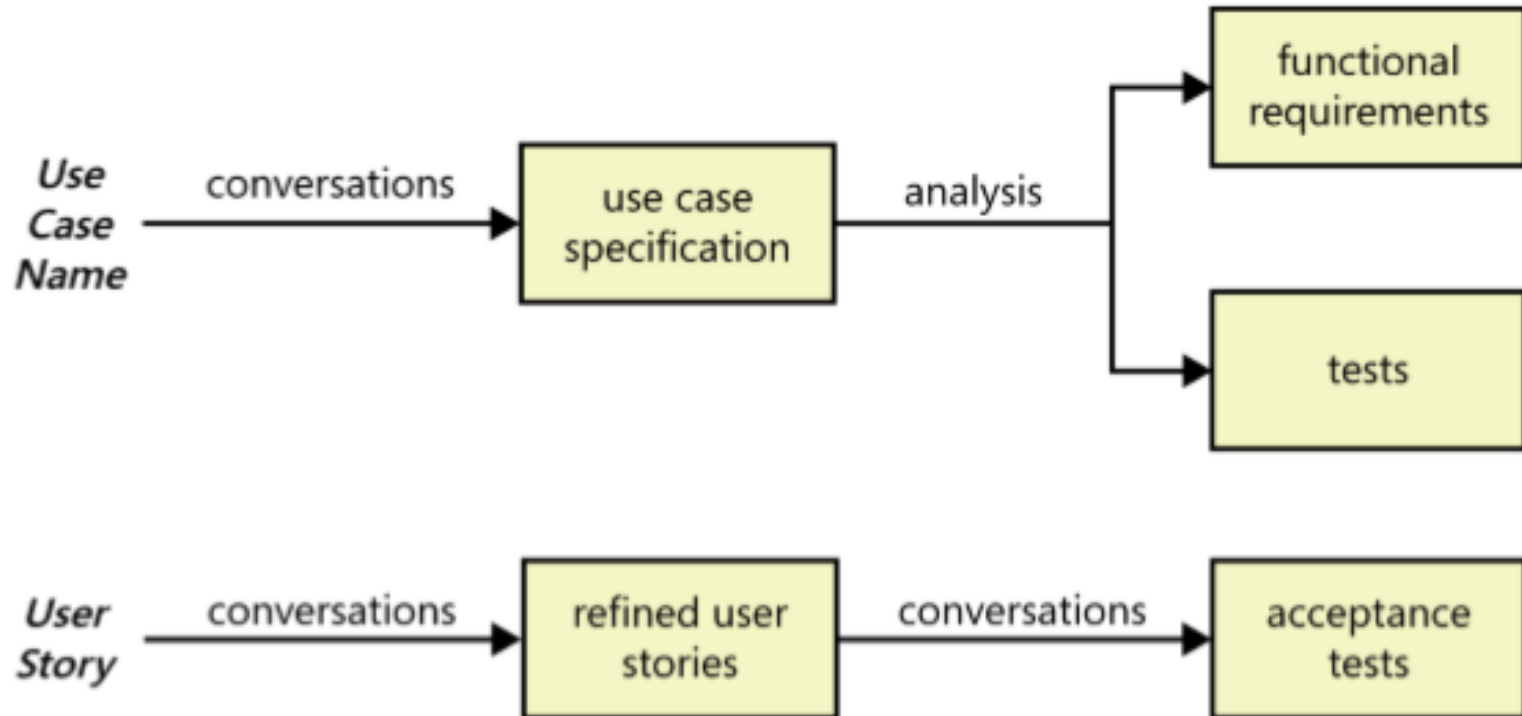 Use
Case
Name
conversations
use case
specification
analysis
functional
requirements
tests
User
Story
conversations
refined user
stories
conversations
acceptance
tests